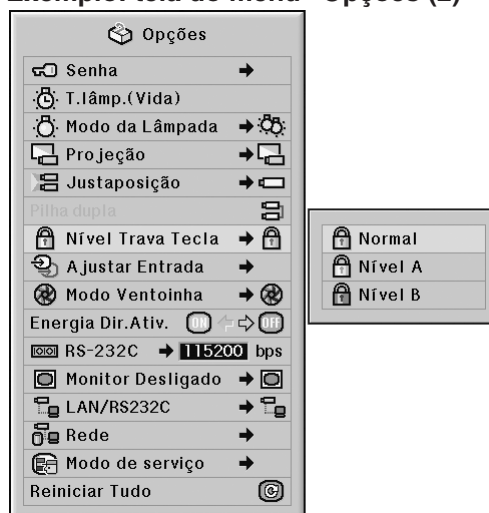 Exemplo: tela do menu "Opções (2)"
Opções
Senha
T.lâmp.(Vida)
Modo da Lâmpada
Projeção
Justaposição
Pilha dupla
Nível Trava Tecla
Ajustar Entrada
Modo Ventoinha
Energia Dir.Ativ. ON OFF
RS-232C 115200 bps
Monitor Desligado
LAN/RS232C
Rede
Modo de serviço
Reiniciar Tudo
Normal
Nível A
Nível B